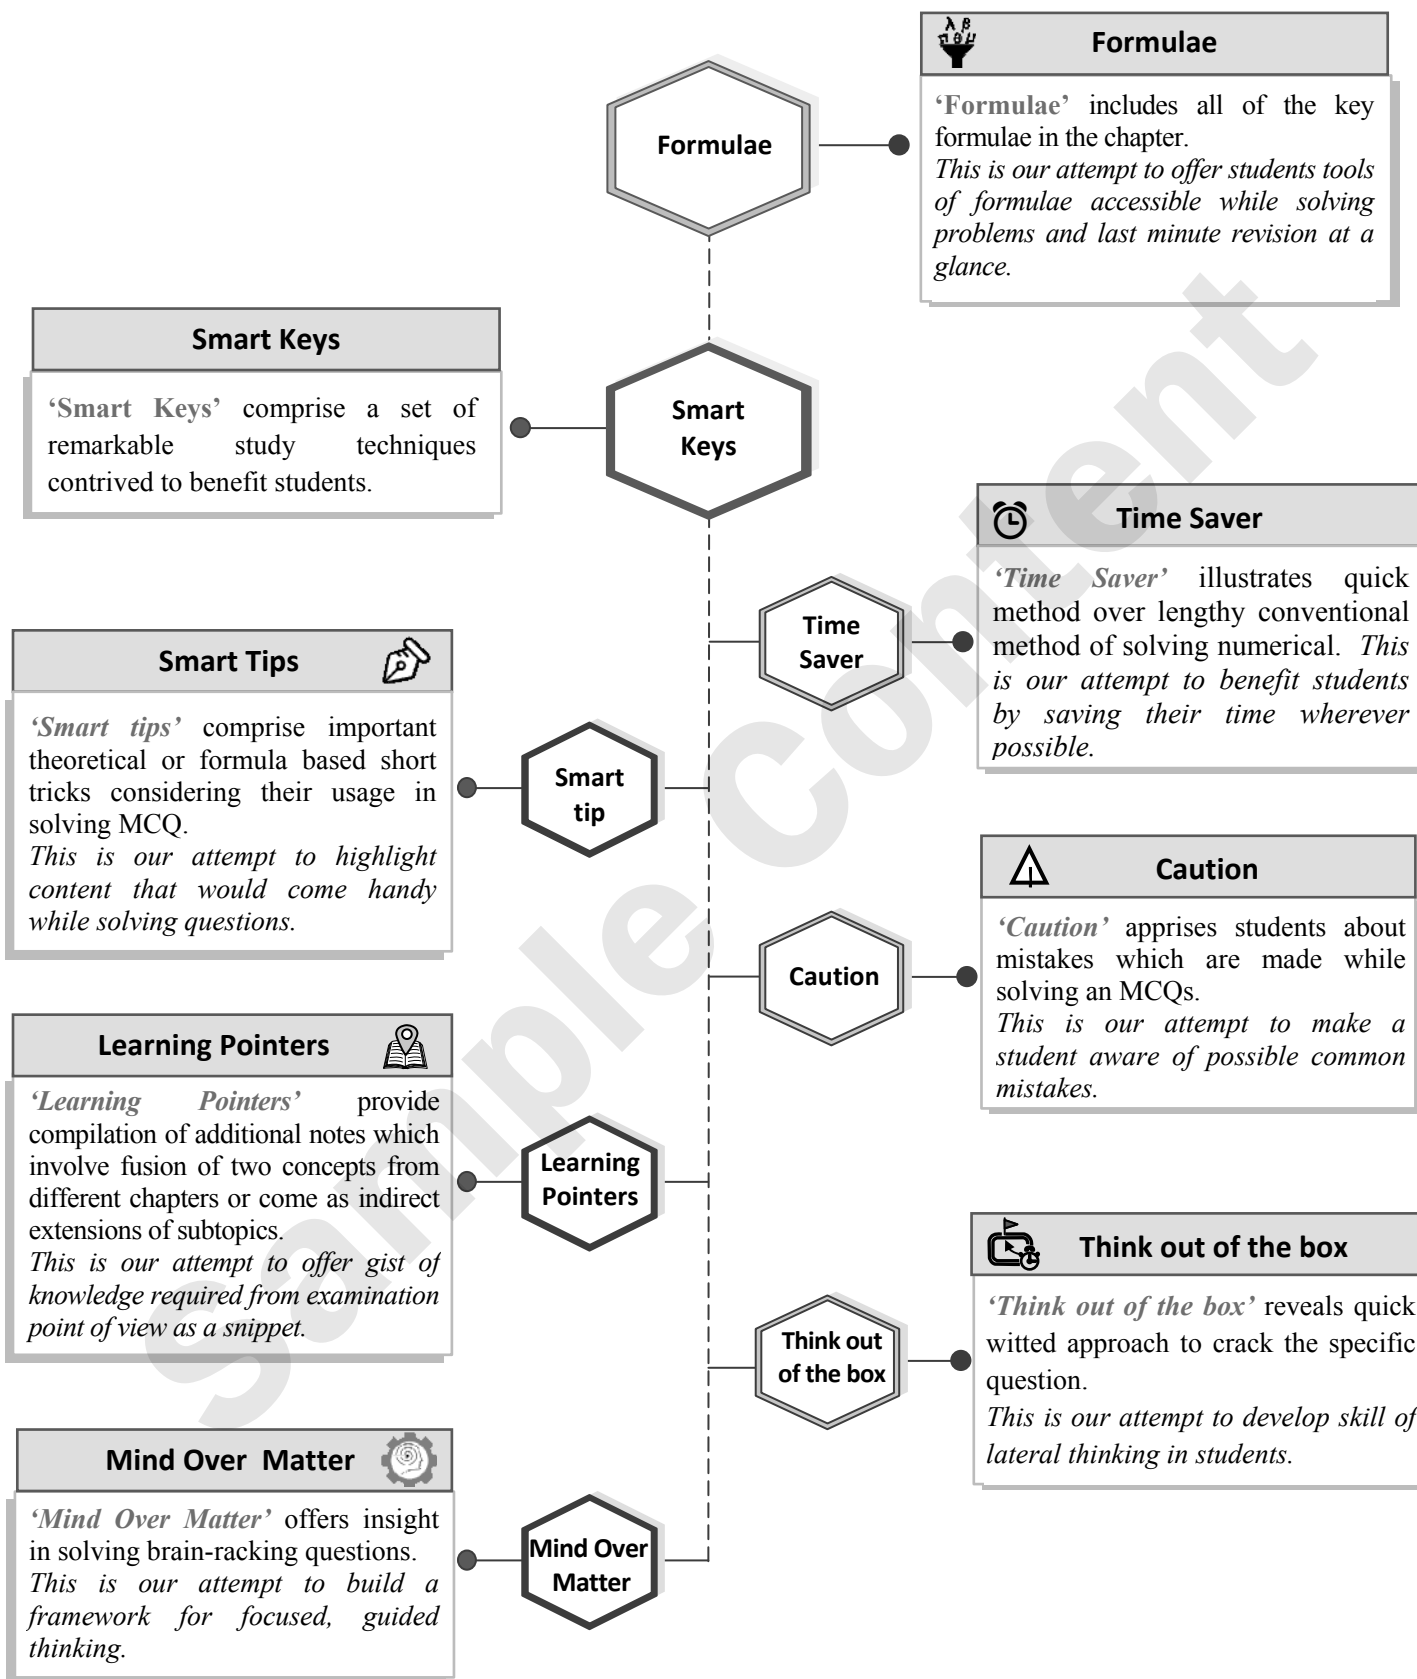 λ β
π θ μ
Formulae
‘Formulae’ includes all of the key
formulae in the chapter.
This is our attempt to offer students tools
of formulae accessible while solving
problems and last minute revision at a
glance.
Formulae
Smart Keys
‘Smart Keys’ comprise a set of
remarkable study techniques
contrived to benefit students.
Smart
Keys
Time Saver
‘Time Saver’ illustrates quick
method over lengthy conventional
method of solving numerical. This
is our attempt to benefit students
by saving their time wherever
possible.
Time
Saver
Smart Tips
‘Smart tips’ comprise important
theoretical or formula based short
tricks considering their usage in
solving MCQ.
This is our attempt to highlight
content that would come handy
while solving questions.
Smart
tip
Caution
‘Caution’ apprises students about
mistakes which are made while
solving an MCQs.
This is our attempt to make a
student aware of possible common
mistakes.
Caution
Learning Pointers
‘Learning Pointers’ provide
compilation of additional notes which
involve fusion of two concepts from
different chapters or come as indirect
extensions of subtopics.
This is our attempt to offer gist of
knowledge required from examination
point of view as a snippet.
Learning
Pointers
Think out of the box
‘Think out of the box’ reveals quick
witted approach to crack the specific
question.
This is our attempt to develop skill of
lateral thinking in students.
Think out
of the box
Mind Over Matter
‘Mind Over Matter’ offers insight
in solving brain-racking questions.
This is our attempt to build a
framework for focused, guided
thinking.
Mind Over
Matter
Sample Content